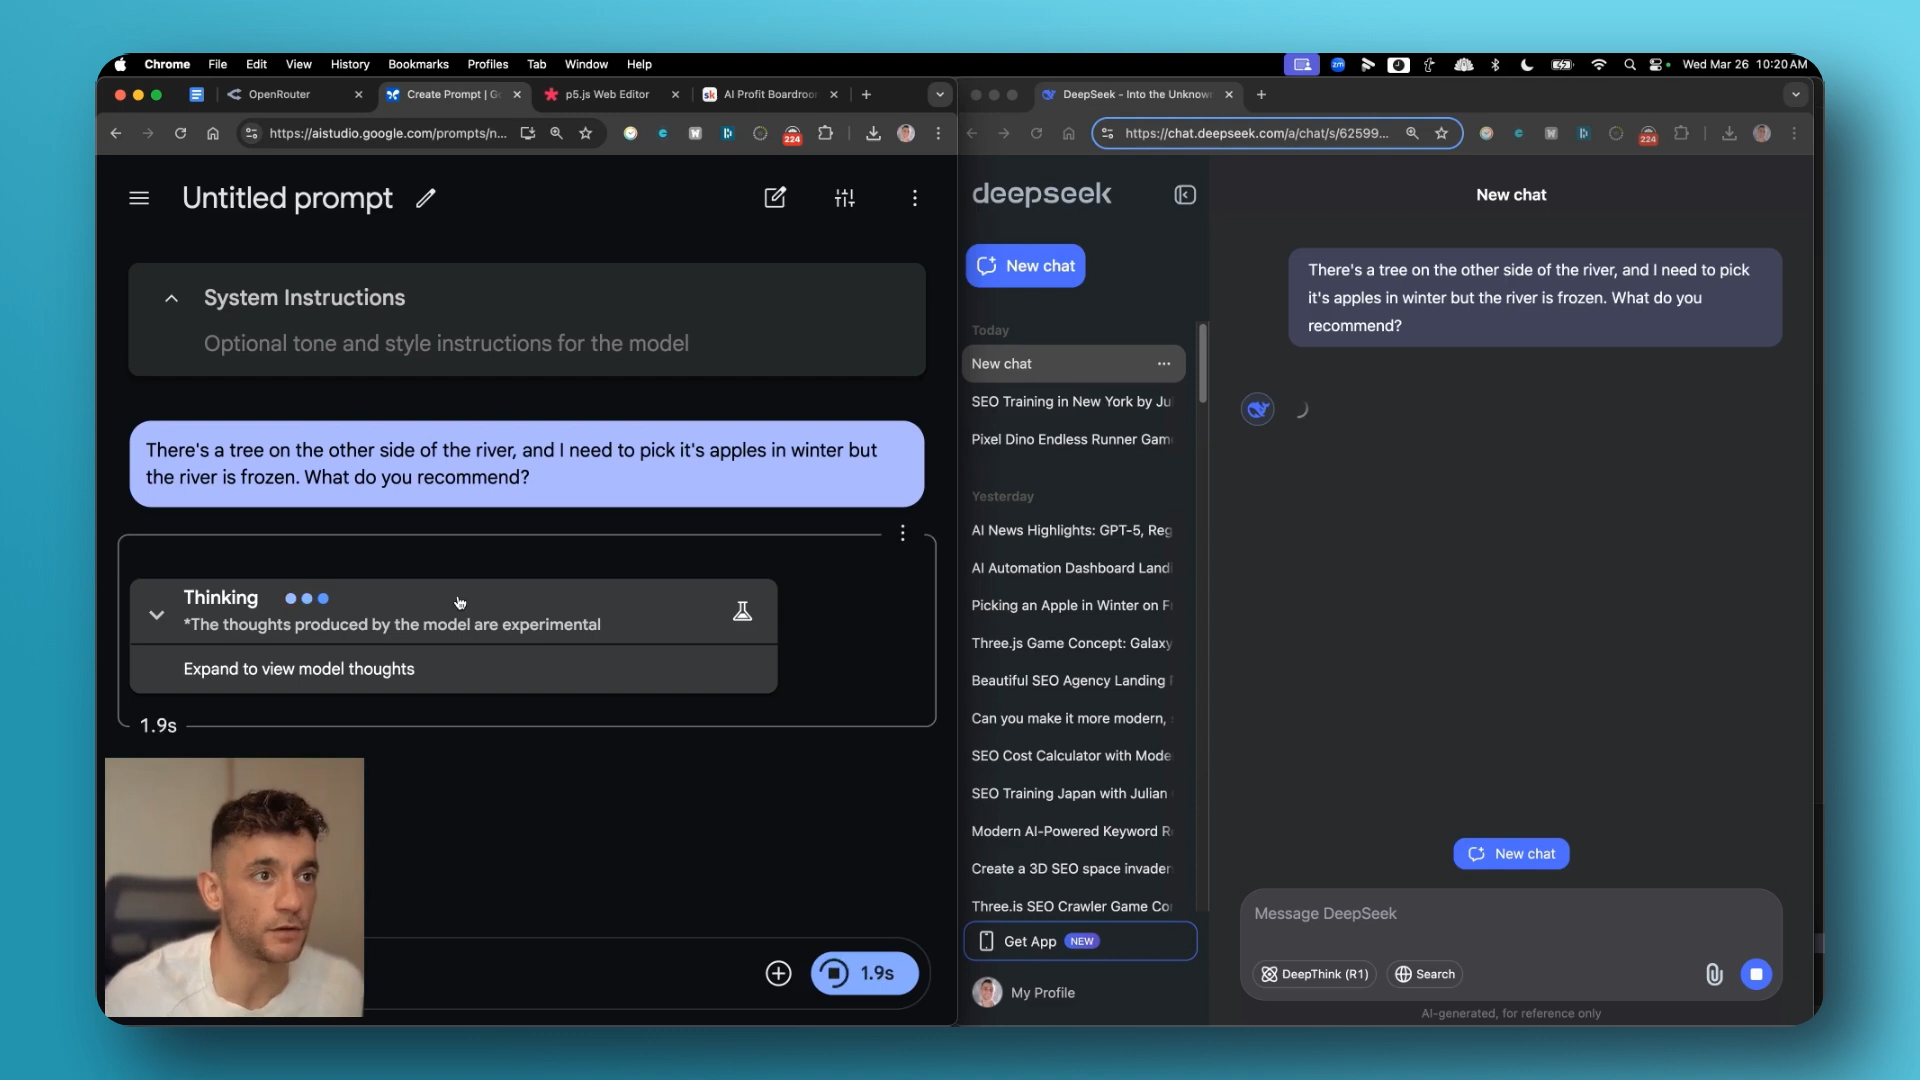 Chrome File Edit View History Bookmarks Profiles Tab Window Help
zm Wed Mar 26 10:20 AM
OpenRouter Create Prompt | G p5.js Web Editor sk AI Profit Boardroo
https://aistudio.google.com/prompts/n... 224
Untitled prompt
System Instructions
Optional tone and style instructions for the model
There's a tree on the other side of the river, and I need to pick it's apples in winter but
the river is frozen. What do you recommend?
Thinking
*The thoughts produced by the model are experimental
Expand to view model thoughts
1.9s
1.9s
DeepSeek - Into the Unknow
https://chat.deepseek.com/a/chat/s/62599... 224
deepseek
New chat
Today
New chat
SEO Training in New York by Ju
Pixel Dino Endless Runner Gam
Yesterday
AI News Highlights: GPT-5, Reg
AI Automation Dashboard Landi
Picking an Apple in Winter on F
Three.js Game Concept: Galaxy
Beautiful SEO Agency Landing
Can you make it more modern,
SEO Cost Calculator with Mode
SEO Training Japan with Julian
Modern AI-Powered Keyword R
Create a 3D SEO space invader
Three.js SEO Crawler Game Co
Get App NEW
My Profile
New chat
There's a tree on the other side of the river, and I need to pick
it's apples in winter but the river is frozen. What do you
recommend?
New chat
Message DeepSeek
DeepThink (R1) Search
AI-generated, for reference only